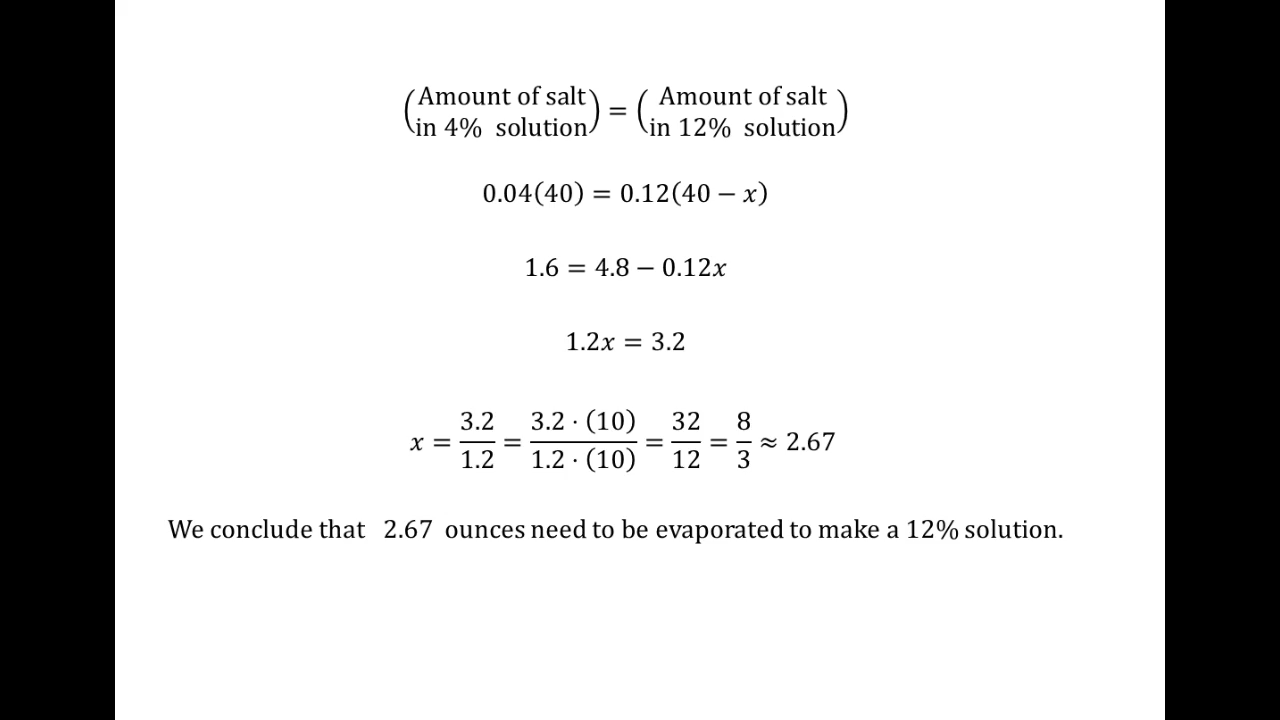 (Amount of salt in 4% solution) = (Amount of salt in 12% solution)
0.04(40) = 0.12(40 − x)
1.6 = 4.8 − 0.12x
1.2x = 3.2
x = 3.2/1.2 = 3.2 · (10)/1.2 · (10) = 32/12 = 8/3 ≈ 2.67
We conclude that 2.67 ounces need to be evaporated to make a 12% solution.